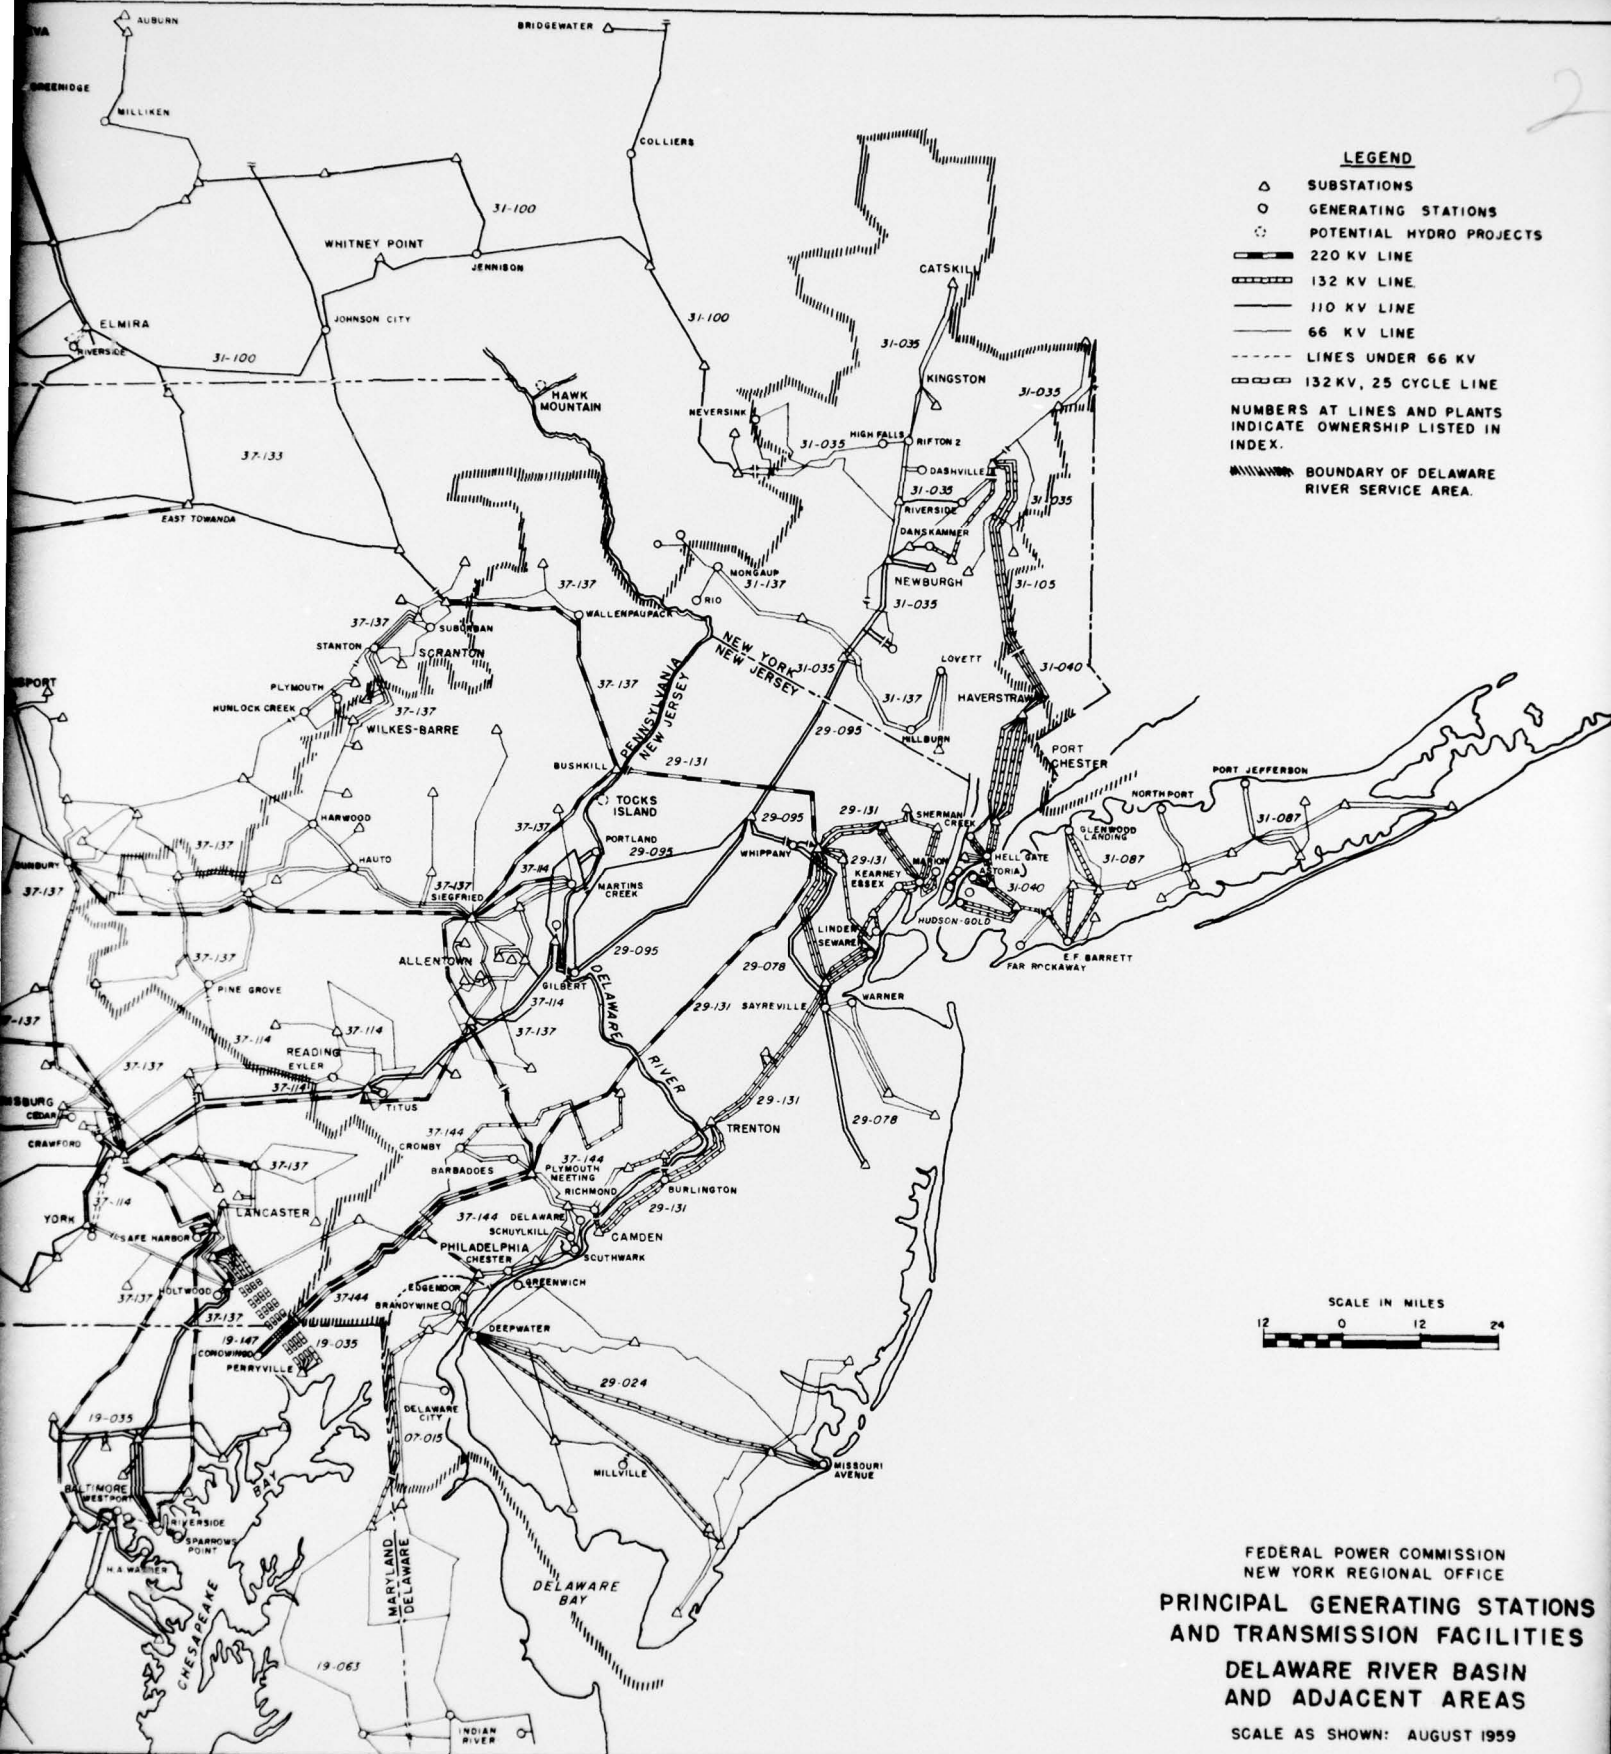 AUBURN
BRIDGEWATER
GREENIDGE
MILLIKEN
COLLIERS
2
LEGEND
SUBSTATIONS
GENERATING STATIONS
POTENTIAL HYDRO PROJECTS
220 KV LINE
132 KV LINE
110 KV LINE
66 KV LINE
LINES UNDER 66 KV
132 KV, 25 CYCLE LINE
NUMBERS AT LINES AND PLANTS
INDICATE OWNERSHIP LISTED IN
INDEX.
BOUNDARY OF DELAWARE
RIVER SERVICE AREA.
31-100
WHITNEY POINT
JENNISON
CATSKILL
JOHNSON CITY
31-100
ELMIRA
RIVERSIDE
31-100
31-035
KINGSTON
31-035
HAWK
MOUNTAIN
NEVERSINK
HIGH FALLS
RIFTON 2
31-035
37-133
DASHVILLE
31-035
31-035
RIVERSIDE
EAST TOWANDA
DANSKAMMER
MONGAUP
31-137
NEWBURGH
31-105
37-137
RIO
31-035
WALLENPAUPACK
37-137
SUBURBAN
STANTON
SCRANTON
NEW YORK
NEW JERSEY
31-035
LOVETT
31-040
PLYMOUTH
37-137
PENNSYLVANIA
NEW JERSEY
31-137
HAVERSTRAW
HUNLOCK CREEK
37-137
WILKES-BARRE
29-095
MILLBURN
PORT
CHESTER
BUSHKILL
29-131
PORT JEFFERSON
TOCKS
ISLAND
NORTHPORT
HARWOOD
37-137
29-095
29-131
SHERMAN
CREEK
31-087
GLENWOOD
LANDING
37-137
PORTLAND
29-095
WHIPPANY
HELL GATE
31-087
SUNBURY
HAUTO
37-114
29-131
MARION
KEARNEY
ESSEX
ASTORIA
31-040
37-137
37-137
SIEGFRIED
MARTINS
CREEK
HUDSON-GOLD
LINDEN
SEWAREN
37-137
ALLENTOWN
29-095
29-078
E.F. BARRETT
FAR ROCKAWAY
PINE GROVE
GILBERT
DELAWARE
RIVER
37-114
29-131
SAYREVILLE
WARNER
37-137
37-114
37-114
READING
EYLER
37-137
37-114
TITUS
29-131
29-078
CEDAR
CRAWFORD
37-144
TRENTON
CROMBY
37-144
37-137
BARBADOES
PLYMOUTH
MEETING
37-114
RICHMOND
BURLINGTON
29-131
YORK
LANCASTER
37-144
DELAWARE
SCHUYLKILL
CAMDEN
SAFE HARBOR
PHILADELPHIA
CHESTER
SOUTHWARK
37-137
HOLTWOOD
37-144
EDGEMOOR
GREENWICH
BRANDYWINE
37-137
SCALE IN MILES
12 0 12 24
19-147
CONOWINGO
19-035
DEEPWATER
PERRYVILLE
29-024
19-035
DELAWARE
CITY
07-015
MILLVILLE
MISSOURI
AVENUE
BAY
BALTIMORE
WESTPORT
RIVERSIDE
SPARROWS
POINT
H.A. WAGNER
MARYLAND
DELAWARE
DELAWARE
BAY
CHESAPEAKE
19-063
INDIAN
RIVER
FEDERAL POWER COMMISSION
NEW YORK REGIONAL OFFICE
PRINCIPAL GENERATING STATIONS
AND TRANSMISSION FACILITIES
DELAWARE RIVER BASIN
AND ADJACENT AREAS
SCALE AS SHOWN: AUGUST 1959